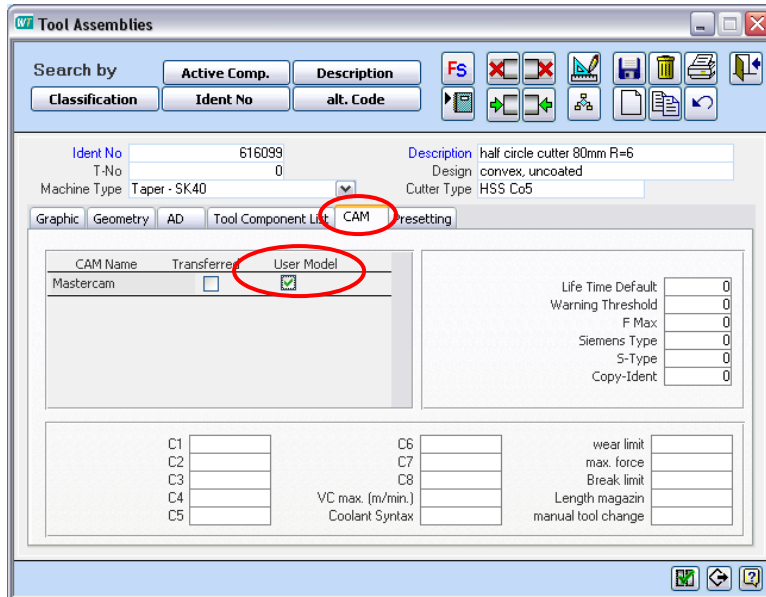 WT Tool Assemblies
Search by Active Comp. Description FS
Classification Ident No alt. Code
Ident No 616099 Description half circle cutter 80mm R=6
T-No 0 Design convex, uncoated
Machine Type Taper - SK40 Cutter Type HSS Co5
Graphic Geometry AD Tool Component List CAM Presetting
CAM Name Transferred User Model
Mastercam
Life Time Default 0
Warning Threshold 0
F Max 0
Siemens Type 0
S-Type 0
Copy-Ident 0
C1 C6 wear limit
C2 C7 max. force
C3 C8 Break limit
C4 VC max. (m/min.) Length magazin
C5 Coolant Syntax manual tool change